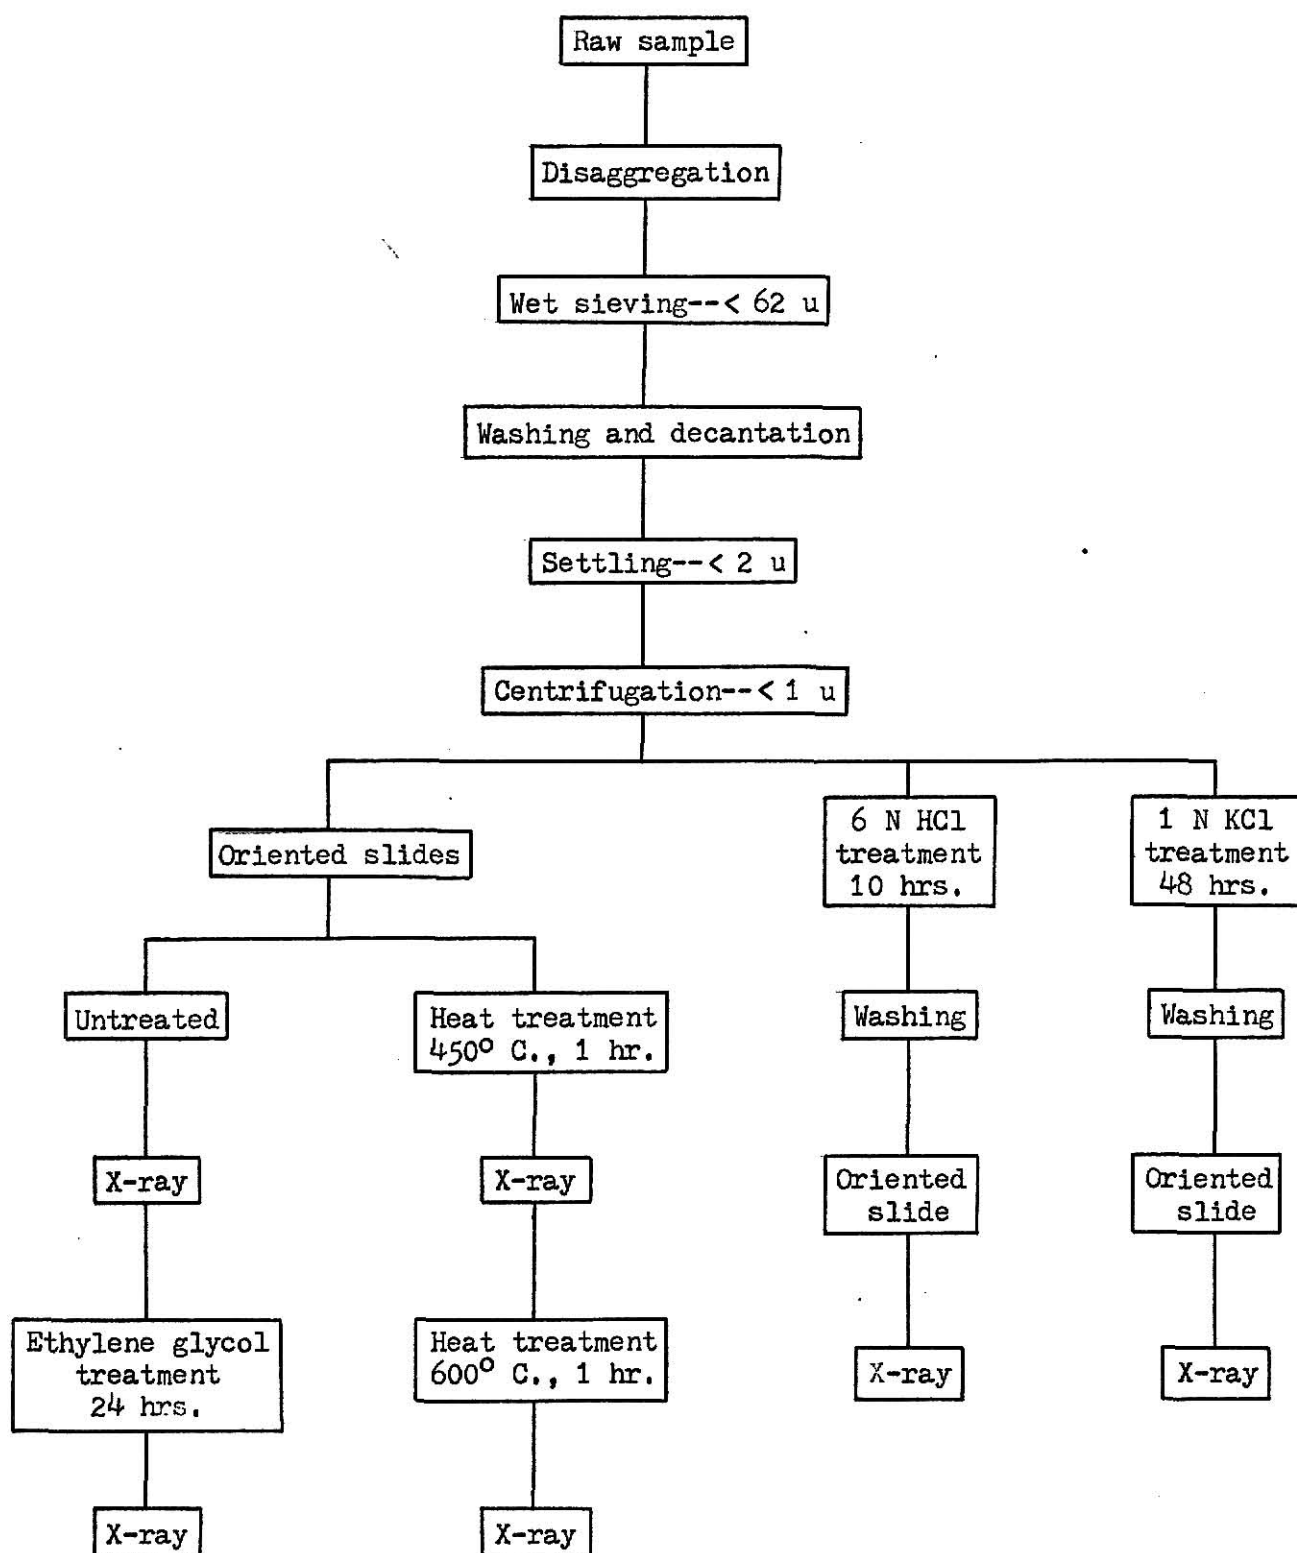 Raw sample
Disaggregation
Wet sieving--< 62 u
Washing and decantation
Settling--< 2 u
Centrifugation--< 1 u
Oriented slides
6 N HCl
treatment
10 hrs.
1 N KCl
treatment
48 hrs.
Untreated
Heat treatment
450° C., 1 hr.
Washing
Washing
X-ray
X-ray
Oriented
slide
Oriented
slide
Ethylene glycol
treatment
24 hrs.
Heat treatment
600° C., 1 hr.
X-ray
X-ray
X-ray
X-ray